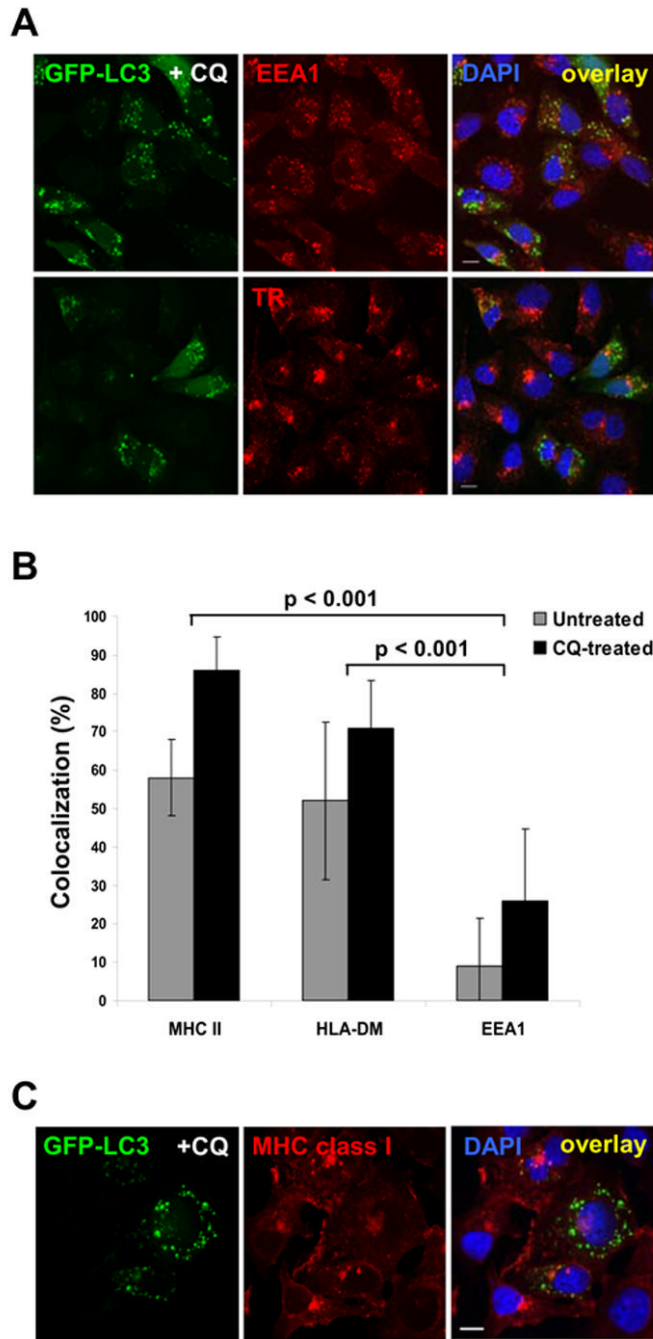 A
GFP-LC3 + CQ EEA1 DAPI overlay
TR
B
p < 0.001
p < 0.001
Untreated
CQ-treated
Colocalization (%)
100
90
80
70
60
50
40
30
20
10
0
MHC II HLA-DM EEA1
C
GFP-LC3 +CQ MHC class I DAPI overlay